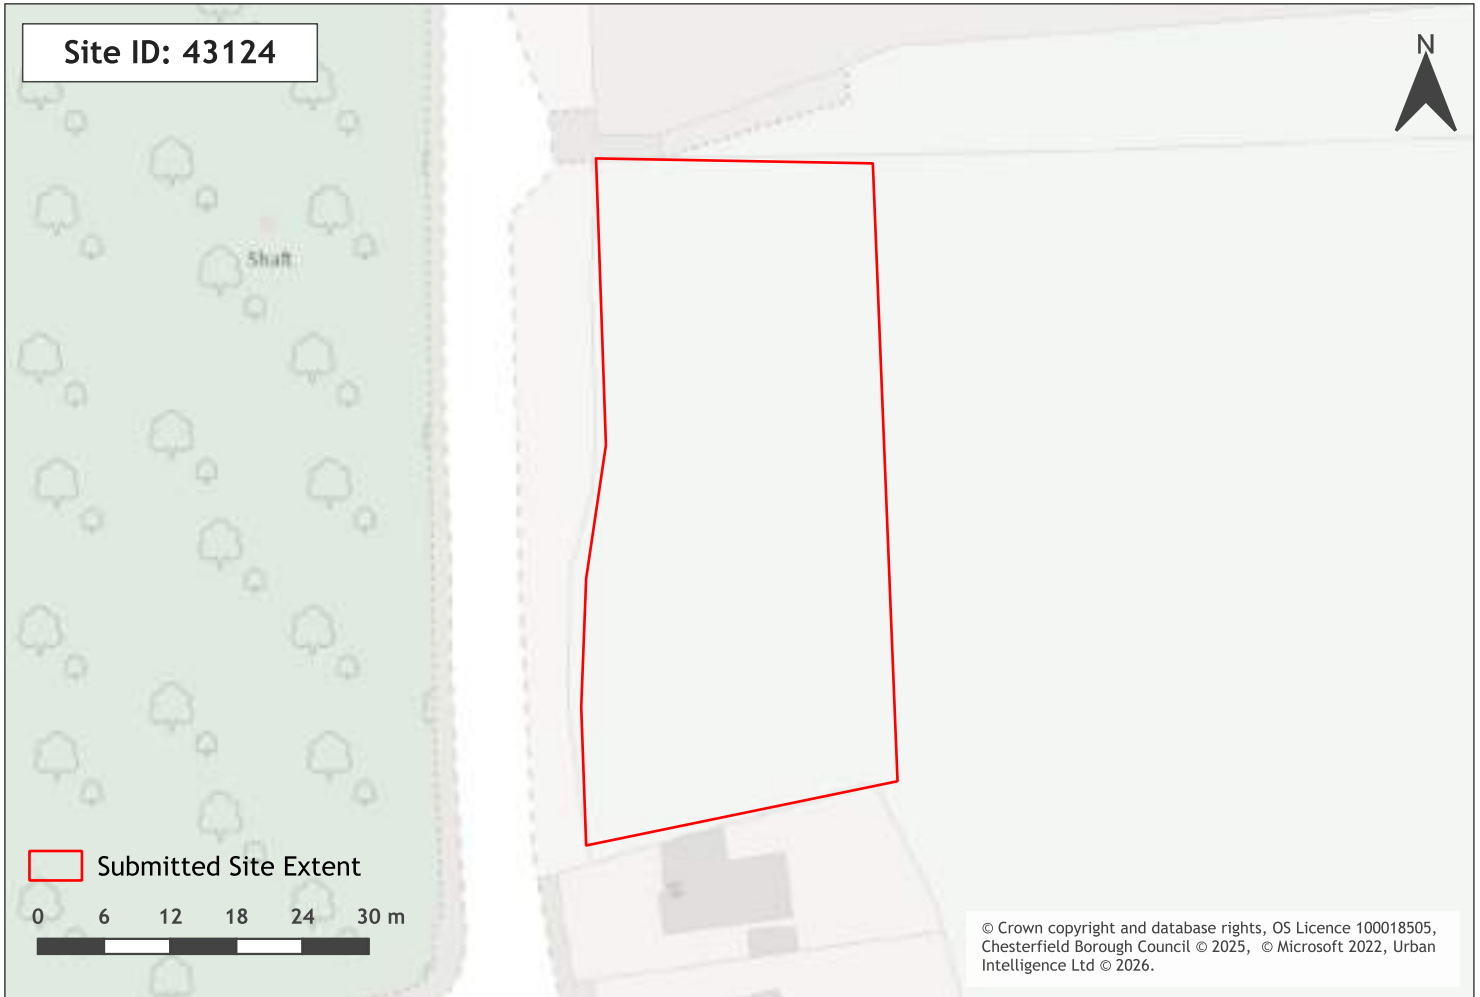 Site ID: 43124
N
Shaft
Submitted Site Extent
0 6 12 18 24 30 m
© Crown copyright and database rights, OS Licence 100018505,
Chesterfield Borough Council © 2025, © Microsoft 2022, Urban
Intelligence Ltd © 2026.